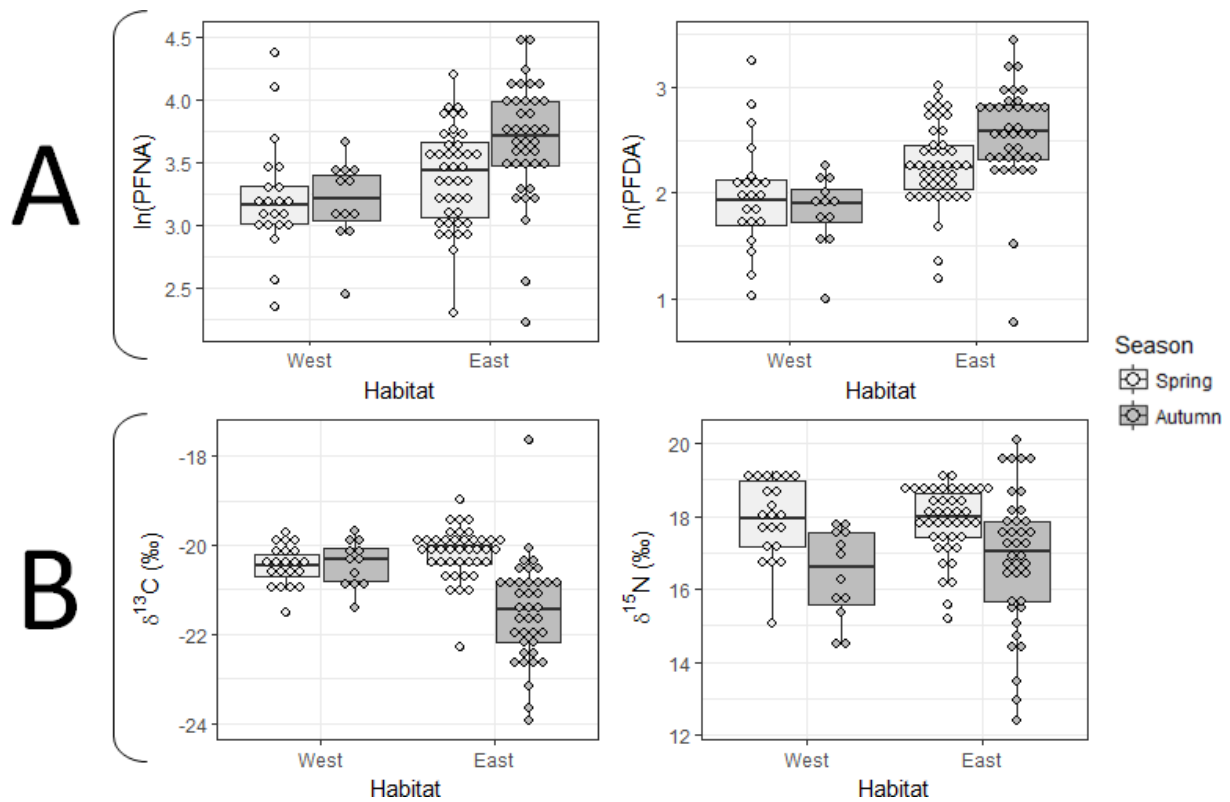 A
ln(PFNA)
4.5
4.0
3.5
3.0
2.5
West East
Habitat
ln(PFDA)
3
2
1
West East
Habitat
Season
Spring
Autumn
B
δ¹³C (‰)
-18
-20
-22
-24
West East
Habitat
δ¹⁵N (‰)
20
18
16
14
12
West East
Habitat